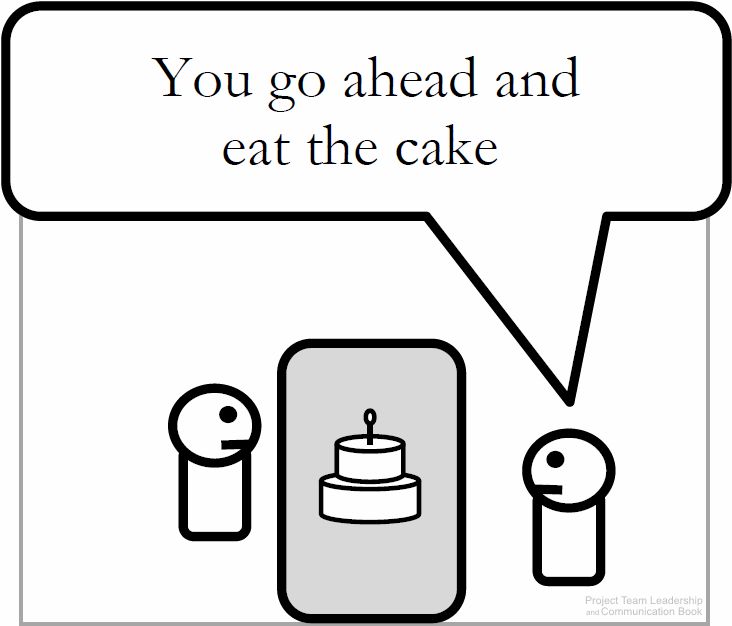 You go ahead and
eat the cake
Project Team Leadership
and Communication Book